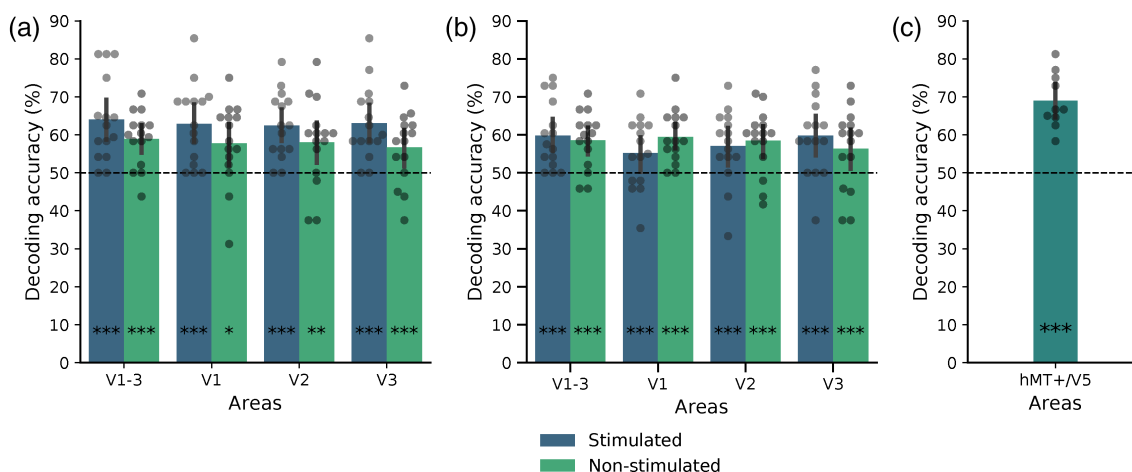 (a)
Decoding accuracy (%)
90
80
70
60
50
40
30
20
10
0
*** *** *** * *** ** *** ***
V1-3 V1 V2 V3
Areas
(b)
Decoding accuracy (%)
90
80
70
60
50
40
30
20
10
0
*** *** *** *** *** *** *** ***
V1-3 V1 V2 V3
Areas
(c)
Decoding accuracy (%)
90
80
70
60
50
40
30
20
10
0
***
hMT+/V5
Areas
Stimulated
Non-stimulated